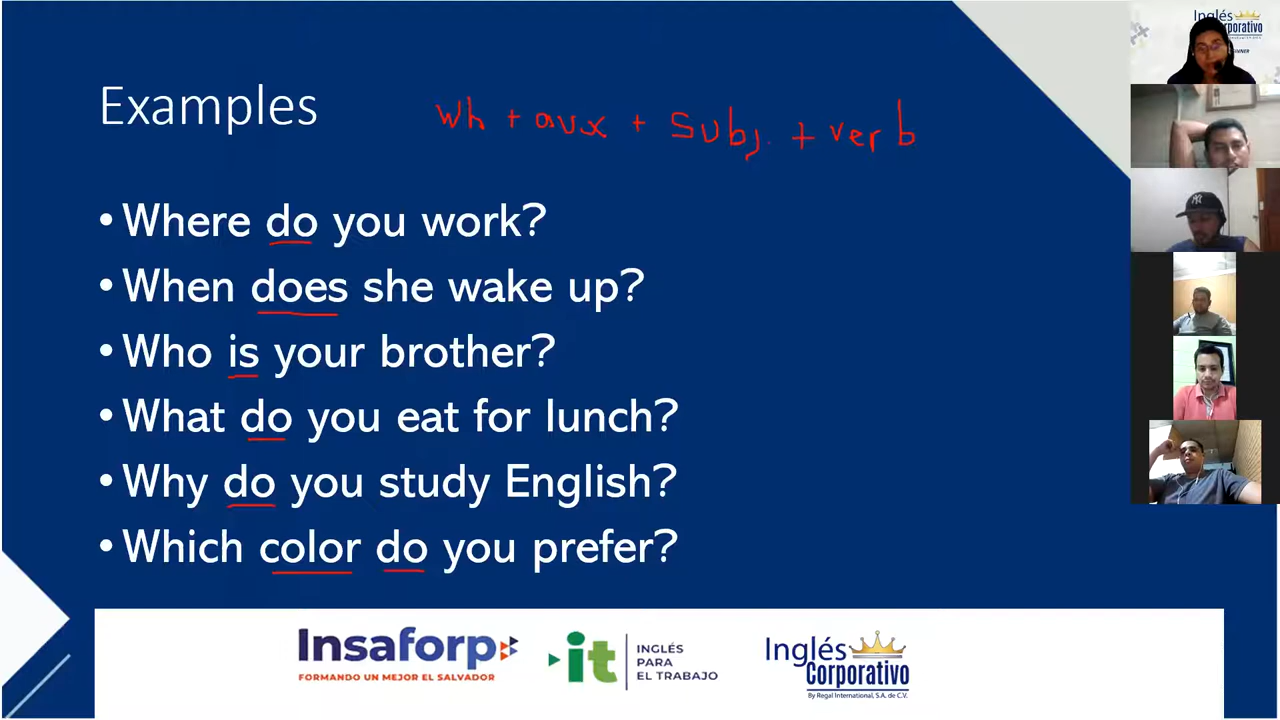 Examples
Wh + aux + Subj. + verb
• Where do you work?
• When does she wake up?
• Who is your brother?
• What do you eat for lunch?
• Why do you study English?
• Which color do you prefer?
Insaforp
FORMANDO UN MEJOR EL SALVADOR
it
INGLÉS
PARA
EL TRABAJO
Inglés
Corporativo
By Regal International, S.A. de C.V.
Inglés